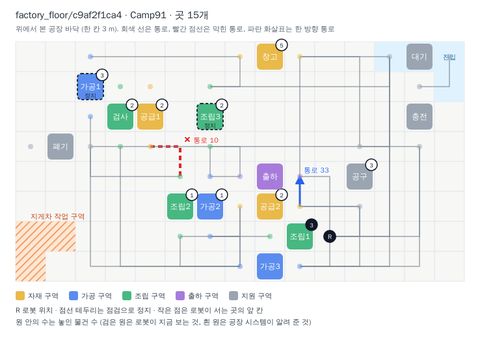 factory_floor/c9af2f1ca4 · Camp91 · 곳 15개
위에서 본 공장 바닥 (한 칸 3 m). 회색 선은 통로, 빨간 점선은 막힌 통로, 파란 화살표는 한 방향 통로
창고
5
대기
진입
가공1
3
정지
검사
2
공급1
2
조립3
2
정지
충전
✕ 통로 10
폐기
출하
통로 33
공구
3
조립2
1
가공2
1
공급2
2
지게차 작업 구역
조립1
3
R
가공3
자재 구역
가공 구역
조립 구역
출하 구역
지원 구역
R 로봇 위치 · 점선 테두리는 점검으로 정지 · 작은 점은 로봇이 서는 곳의 앞 칸
원 안의 수는 놓인 물건 수 (검은 원은 로봇이 지금 보는 것, 흰 원은 공장 시스템이 알려 준 것)